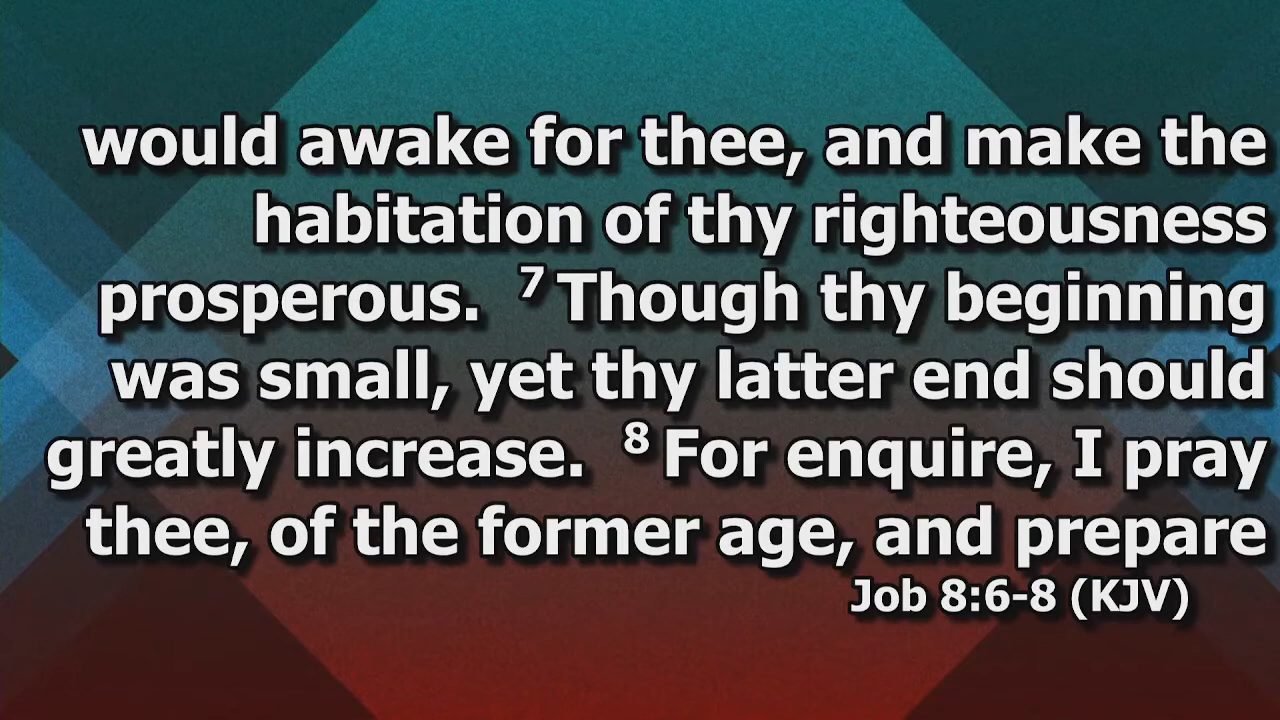 would awake for thee, and make the
habitation of thy righteousness
prosperous. 7 Though thy beginning
was small, yet thy latter end should
greatly increase. 8 For enquire, I pray
thee, of the former age, and prepare
Job 8:6-8 (KJV)